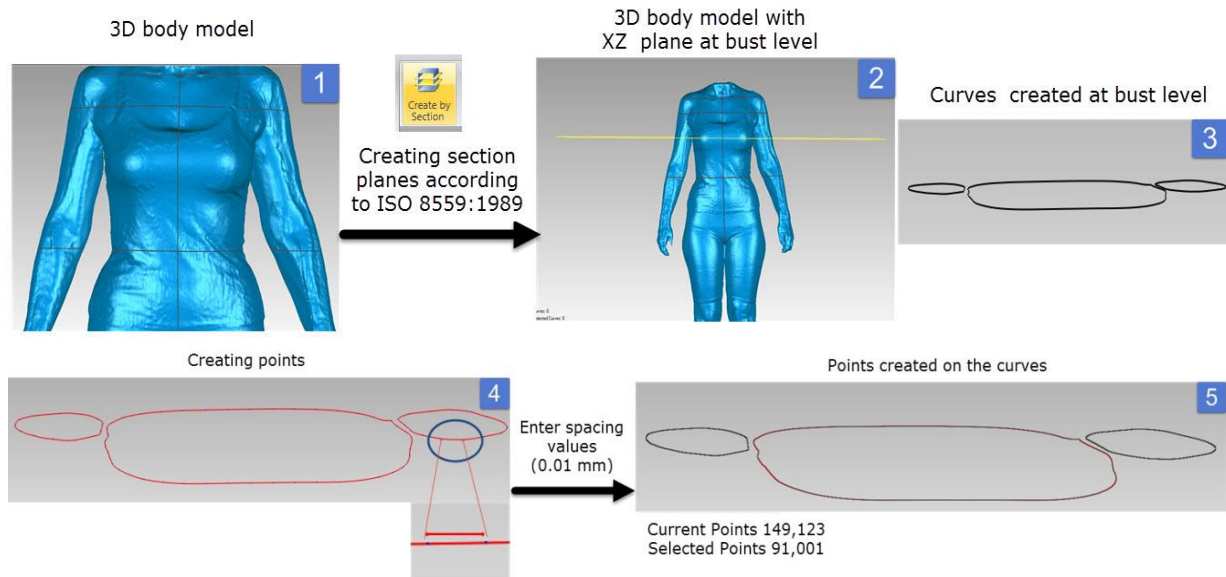 3D body model
1
Create by
Section
Creating section
planes according
to ISO 8559:1989
3D body model with
XZ plane at bust level
2
Curves created at bust level
3
Creating points
4
Enter spacing
values
(0.01 mm)
Points created on the curves
5
Current Points 149,123
Selected Points 91,001